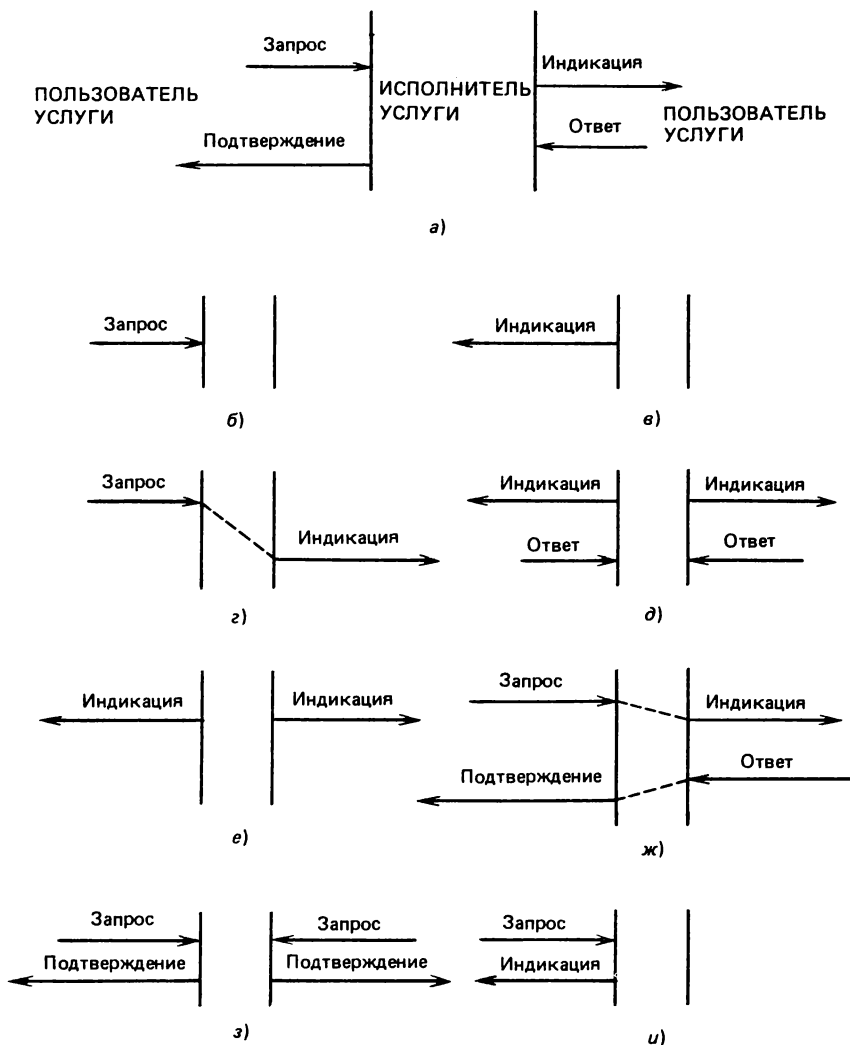 Запрос
Индикация
ПОЛЬЗОВАТЕЛЬ
УСЛУГИ
ИСПОЛНИТЕЛЬ
УСЛУГИ
Подтверждение
Ответ
ПОЛЬЗОВАТЕЛЬ
УСЛУГИ
а)
Запрос
Индикация
б)
в)
Запрос
Индикация
Индикация
Индикация
Ответ
Ответ
г)
д)
Индикация
Индикация
Запрос
Индикация
Подтверждение
Ответ
е)
ж)
Запрос
Запрос
Запрос
Подтверждение
Подтверждение
Индикация
з)
и)